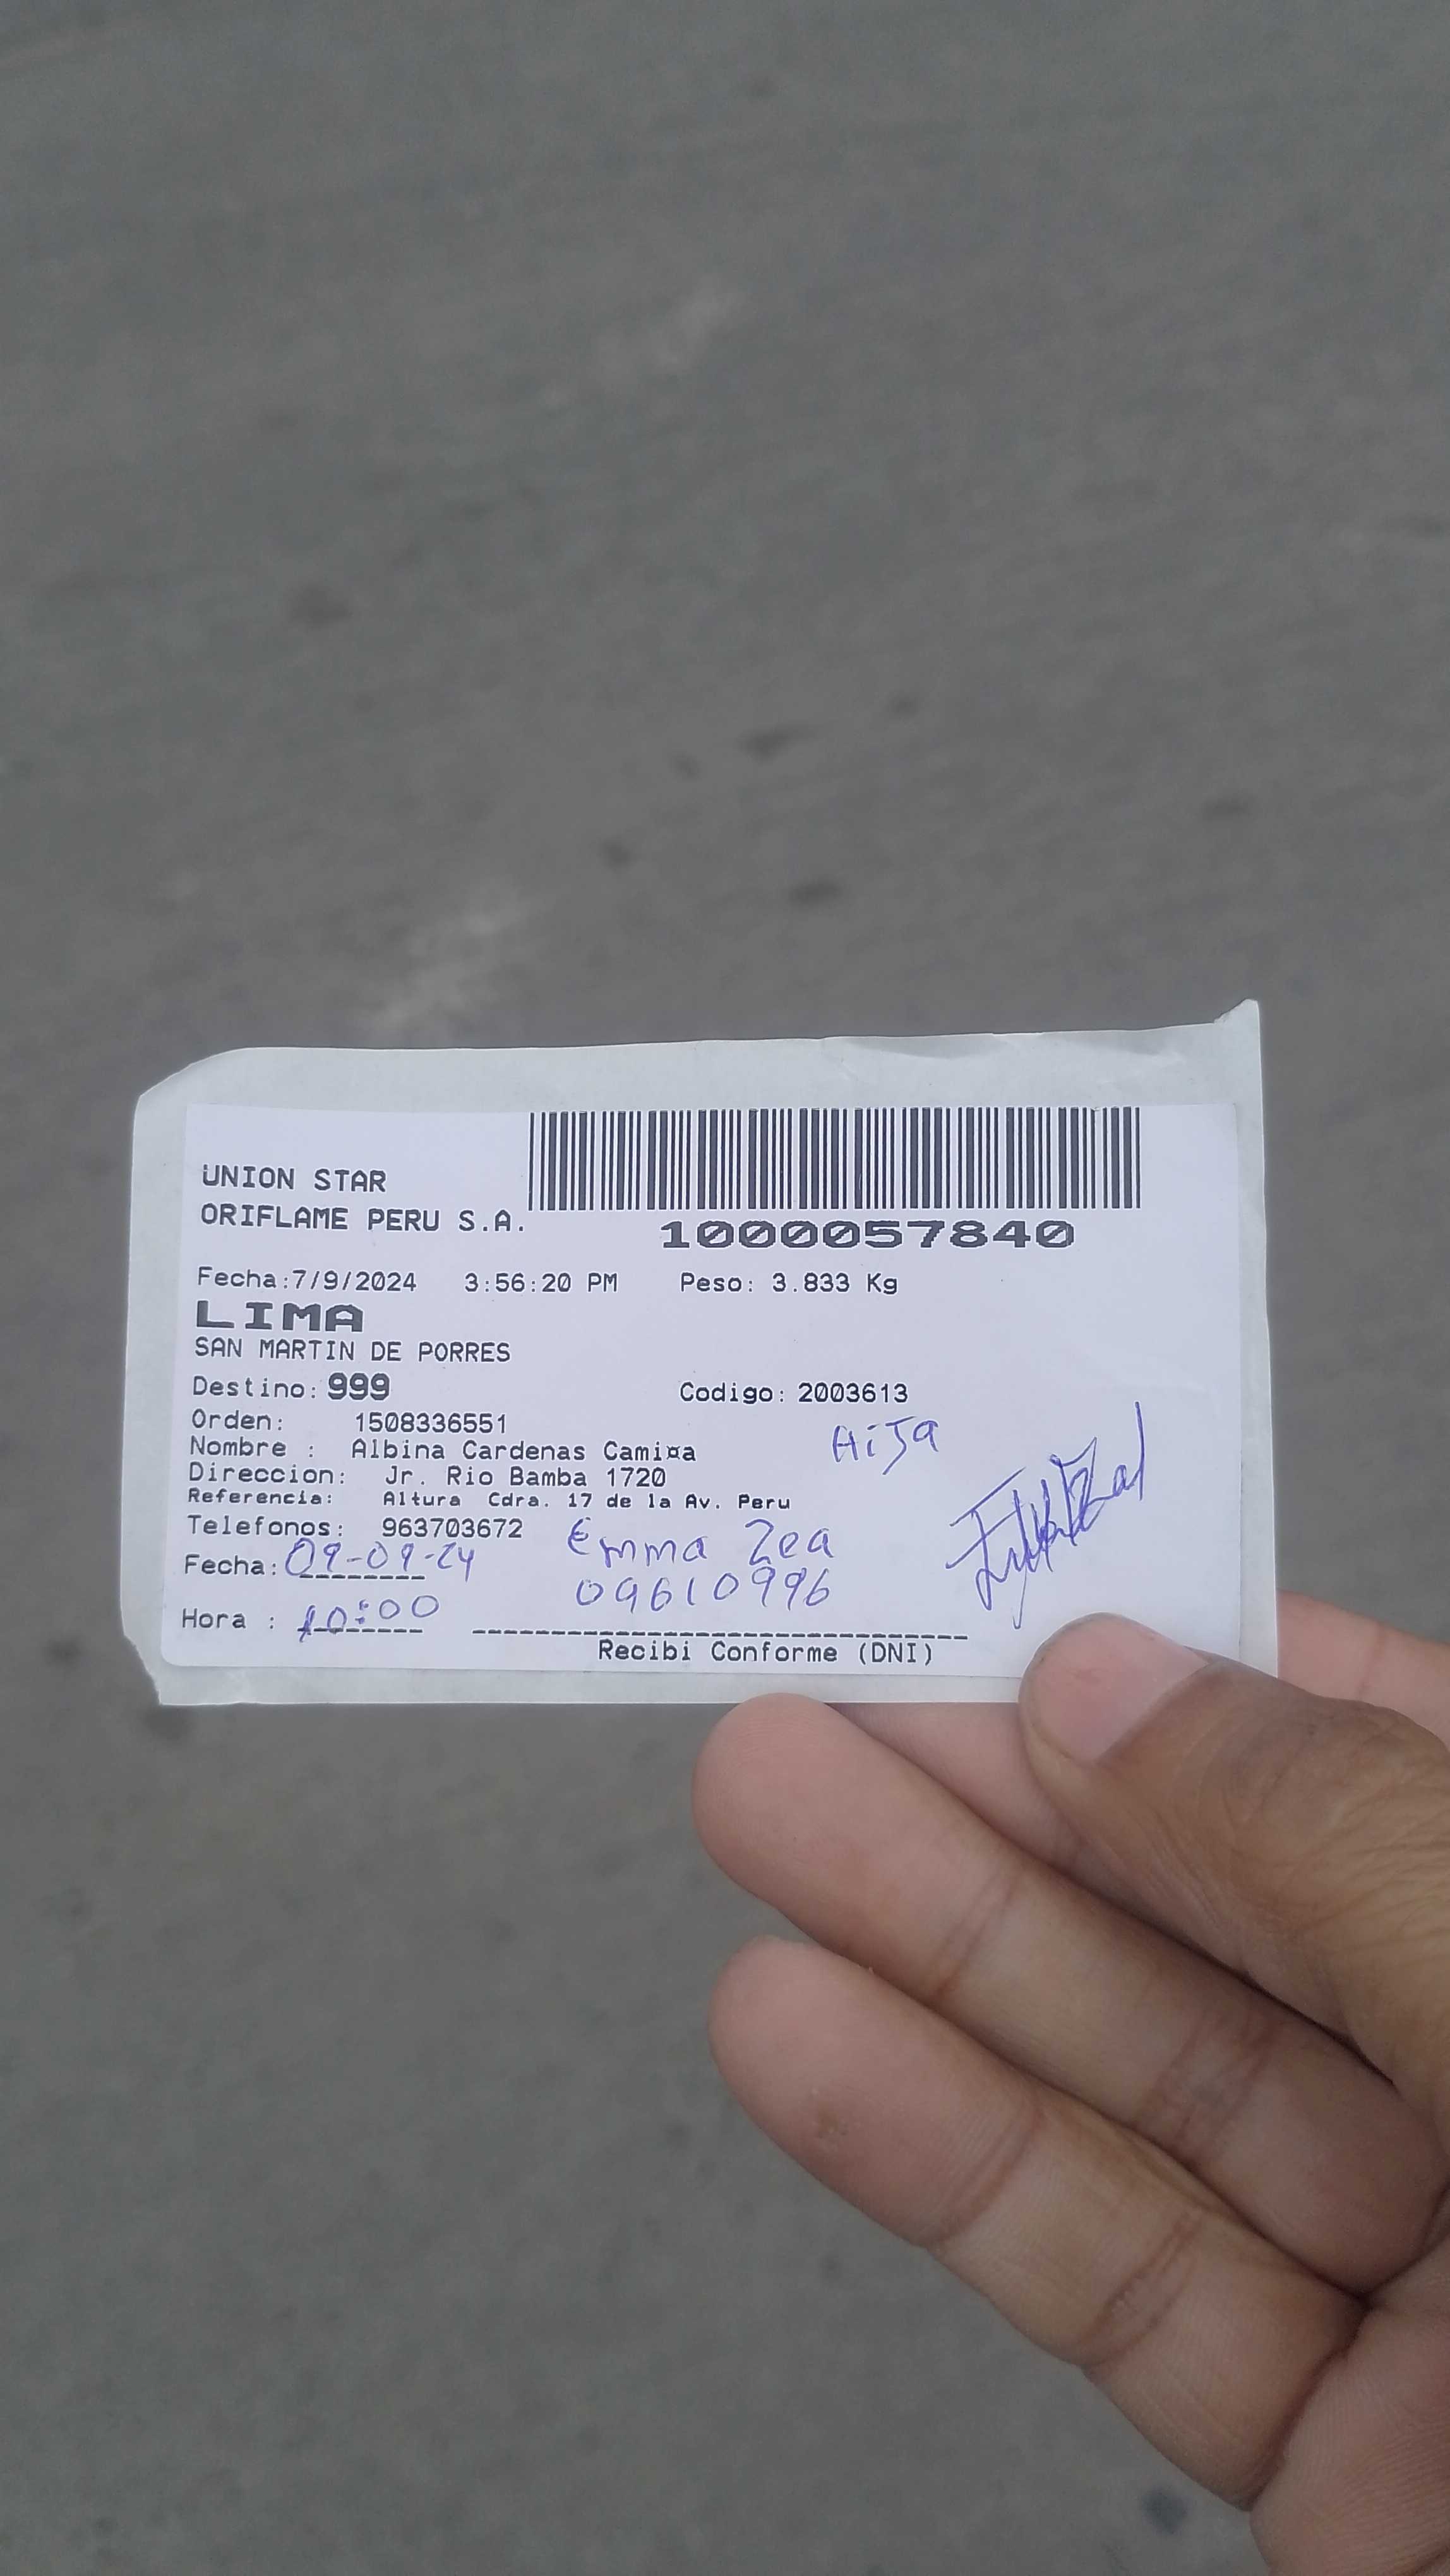 UNION STAR
ORIFLAME PERU S.A.
1000057840
Fecha:7/9/2024 3:56:20 PM Peso: 3.833 Kg
LIMA
SAN MARTIN DE PORRES
Destino: 999 Codigo: 2003613
Orden: 1508336551
Nombre : Albina Cardenas Cami¤a HiJa
Direccion: Jr. Rio Bamba 1720
Referencia: Altura Cdra. 17 de la Av. Peru
Telefonos: 963703672 Emma Zea
Fecha: 09-09-24 09610996
Hora : 10:00
Recibi Conforme (DNI)